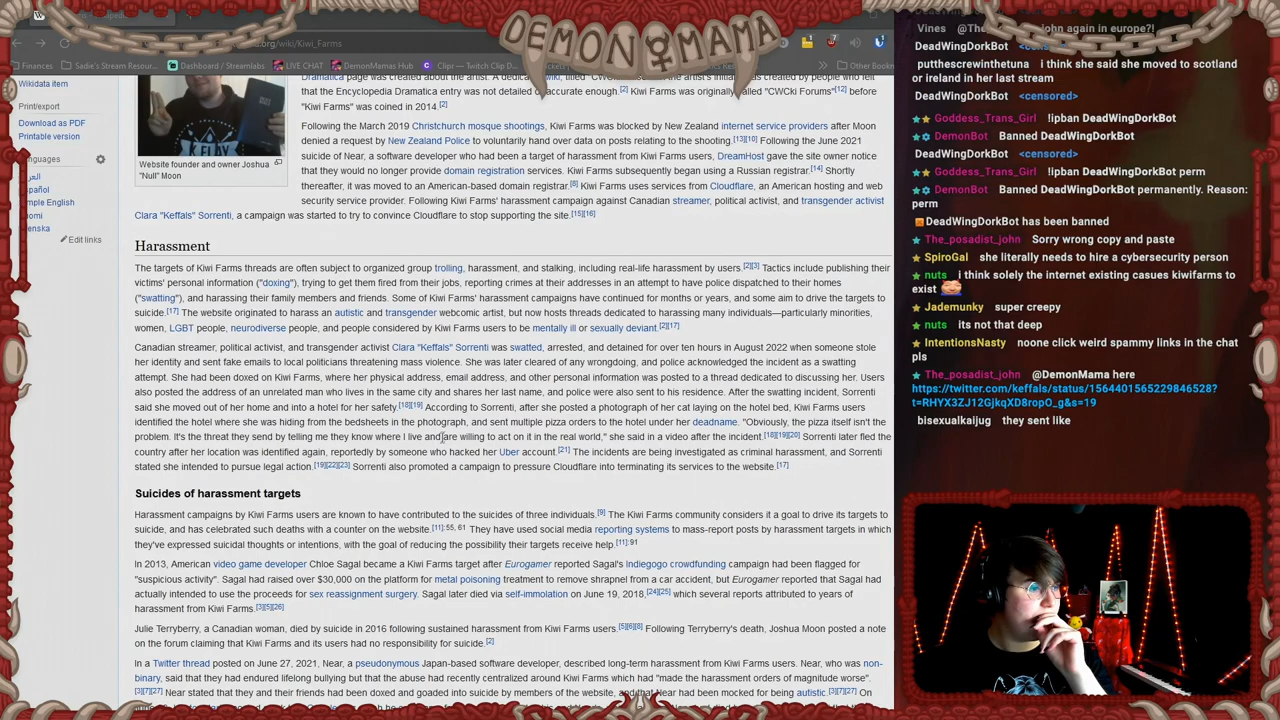 DEMON MAMA
.org/wiki/Kiwi_Farms
Finances
Sadie's Stream Resour...
Dashboard / Streamlabs
LIVE CHAT
DemonMamas Hub
Clip — Twitch Clip D...
Other Bookm
Wikidata item
Print/export
Download as PDF
Printable version
nguages
العر
spañol
mple English
omi
venska
Edit links
Website founder and owner Joshua
"Null" Moon
Dramatica page was created about the artist. A dedicated wiki, titled "CWCki
that the Encyclopedia Dramatica entry was not detailed or accurate enough.[2] Kiwi Farms was originally called "CWCki Forums"[12] before
"Kiwi Farms" was coined in 2014.[2]
Following the March 2019 Christchurch mosque shootings, Kiwi Farms was blocked by New Zealand internet service providers after Moon
denied a request by New Zealand Police to voluntarily hand over data on posts relating to the shooting.[13][10] Following the June 2021
suicide of Near, a software developer who had been a target of harassment from Kiwi Farms users, DreamHost gave the site owner notice
that they would no longer provide domain registration services. Kiwi Farms subsequently began using a Russian registrar.[14] Shortly
thereafter, it was moved to an American-based domain registrar.[8] Kiwi Farms uses services from Cloudflare, an American hosting and web
security service provider. Following Kiwi Farms' harassment campaign against Canadian streamer, political activist, and transgender activist
Clara "Keffals" Sorrenti, a campaign was started to try to convince Cloudflare to stop supporting the site.[15][16]
Harassment
The targets of Kiwi Farms threads are often subject to organized group trolling, harassment, and stalking, including real-life harassment by users.[2][3] Tactics include publishing their
victims' personal information ("doxing"), trying to get them fired from their jobs, reporting crimes at their addresses in an attempt to have police dispatched to their homes
("swatting"), and harassing their family members and friends. Some of Kiwi Farms' harassment campaigns have continued for months or years, and some aim to drive the targets to
suicide.[17] The website originated to harass an autistic and transgender webcomic artist, but now hosts threads dedicated to harassing many individuals—particularly minorities,
women, LGBT people, neurodiverse people, and people considered by Kiwi Farms users to be mentally ill or sexually deviant.[2][17]
Canadian streamer, political activist, and transgender activist Clara "Keffals" Sorrenti was swatted, arrested, and detained for over ten hours in August 2022 when someone stole
her identity and sent fake emails to local politicians threatening mass violence. She was later cleared of any wrongdoing, and police acknowledged the incident as a swatting
attempt. She had been doxed on Kiwi Farms, where her physical address, email address, and other personal information was posted to a thread dedicated to discussing her. Users
also posted the address of an unrelated man who lives in the same city and shares her last name, and police were also sent to his residence. After the swatting incident, Sorrenti
said she moved out of her home and into a hotel for her safety.[18][19] According to Sorrenti, after she posted a photograph of her cat laying on the hotel bed, Kiwi Farms users
identified the hotel where she was hiding from the bedsheets in the photograph, and sent multiple pizza orders to the hotel under her deadname. "Obviously, the pizza itself isn't the
problem. It's the threat they send by telling me they know where I live and are willing to act on it in the real world," she said in a video after the incident.[18][19][20] Sorrenti later fled the
country after her location was identified again, reportedly by someone who hacked her Uber account.[21] The incidents are being investigated as criminal harassment, and Sorrenti
stated she intended to pursue legal action.[19][22][23] Sorrenti also promoted a campaign to pressure Cloudflare into terminating its services to the website.[17]
Suicides of harassment targets
Harassment campaigns by Kiwi Farms users are known to have contributed to the suicides of three individuals.[9] The Kiwi Farms community considers it a goal to drive its targets to
suicide, and has celebrated such deaths with a counter on the website.[11]:55, 61 They have used social media reporting systems to mass-report posts by harassment targets in which
they've expressed suicidal thoughts or intentions, with the goal of reducing the possibility their targets receive help.[11]:91
In 2013, American video game developer Chloe Sagal became a Kiwi Farms target after Eurogamer reported Sagal's Indiegogo crowdfunding campaign had been flagged for
"suspicious activity". Sagal had raised over $30,000 on the platform for metal poisoning treatment to remove shrapnel from a car accident, but Eurogamer reported that Sagal had
actually intended to use the proceeds for sex reassignment surgery. Sagal later died via self-immolation on June 19, 2018,[24][25] which several reports attributed to years of
harassment from Kiwi Farms.[3][5][26]
Julie Terryberry, a Canadian woman, died by suicide in 2016 following sustained harassment from Kiwi Farms users.[5][6][8] Following Terryberry's death, Joshua Moon posted a note
on the forum claiming that Kiwi Farms and its users had no responsibility for suicide.[2]
In a Twitter thread posted on June 27, 2021, Near, a pseudonymous Japan-based software developer, described long-term harassment from Kiwi Farms users. Near, who was non-
binary, said that they had endured lifelong bullying but that the abuse had recently centralized around Kiwi Farms which had "made the harassment orders of magnitude worse".
[3][7][27] Near stated that they and their friends had been doxed and goaded into suicide by members of the website, and that Near had been mocked for being autistic.[3][7][27] On
Vines @The john again in europe?!
DeadWingDorkBot <censored>
putthescrewinthetuna i think she said she moved to scotland
or ireland in her last stream
DeadWingDorkBot <censored>
Goddess_Trans_Girl !ipban DeadWingDorkBot
DemonBot Banned DeadWingDorkBot
DeadWingDorkBot <censored>
Goddess_Trans_Girl !ipban DeadWingDorkBot perm
DemonBot Banned DeadWingDorkBot permanently. Reason:
perm
DeadWingDorkBot has been banned
The_posadist_john Sorry wrong copy and paste
SpiroGal she literally needs to hire a cybersecurity person
nuts i think solely the internet existing casues kiwifarms to
exist
Jademunky super creepy
nuts its not that deep
IntentionsNasty noone click weird spammy links in the chat
pls
The_posadist_john @DemonMama here
https://twitter.com/keffals/status/1564401565229846528?
t=RHYX3ZJ12GjkqXD8ropO_g&s=19
bisexualkaijug they sent like